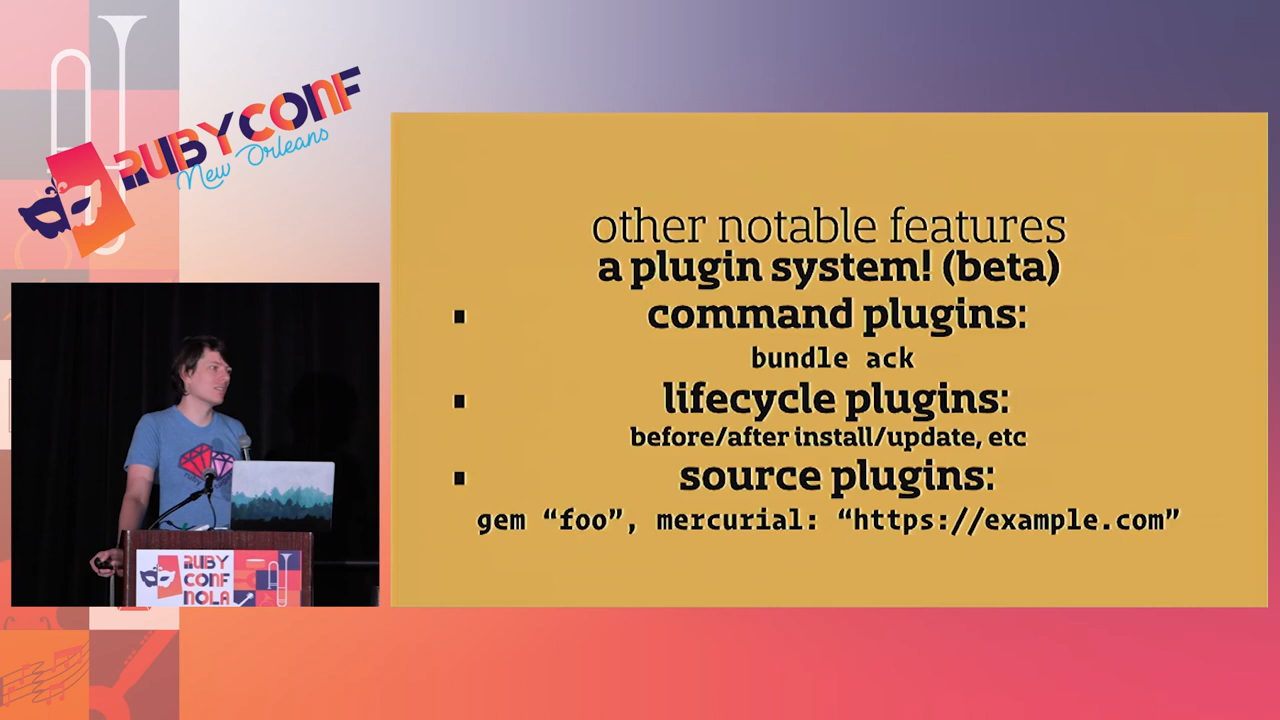 RUBYCONF
New Orleans
other notable features
a plugin system! (beta)
▪ command plugins:
bundle ack
▪ lifecycle plugins:
before/after install/update, etc
▪ source plugins:
gem “foo”, mercurial: “https://example.com”
RUBY
CONF
NOLA